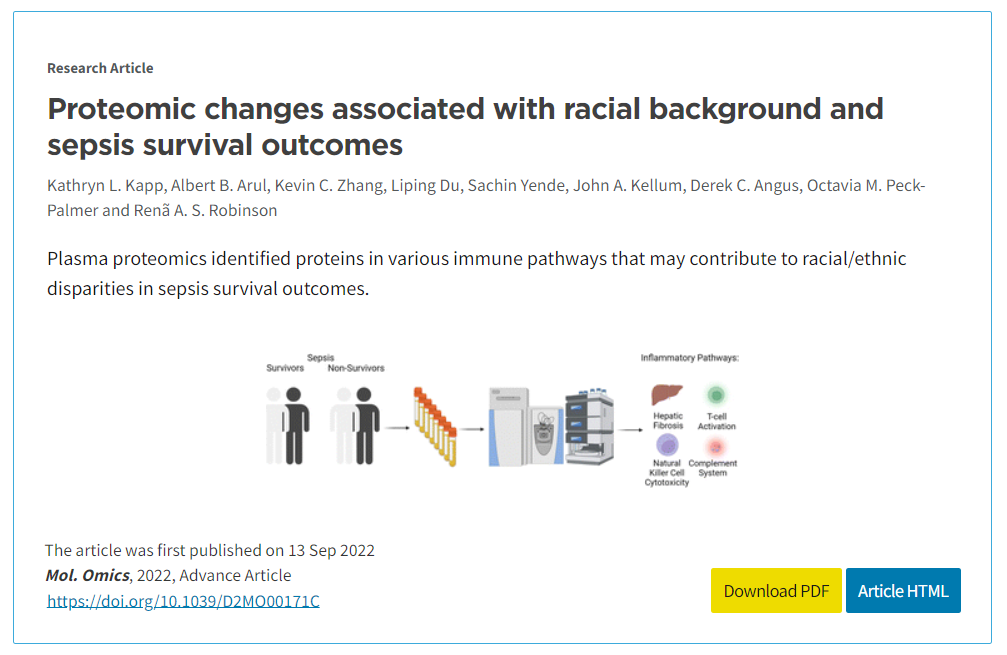 Research Article
Proteomic changes associated with racial background and
sepsis survival outcomes
Kathryn L. Kapp, Albert B. Arul, Kevin C. Zhang, Liping Du, Sachin Yende, John A. Kellum, Derek C. Angus, Octavia M. Peck-
Palmer and Renã A. S. Robinson
Plasma proteomics identified proteins in various immune pathways that may contribute to racial/ethnic
disparities in sepsis survival outcomes.
Sepsis
Survivors Non-Survivors
Inflammatory Pathways:
Hepatic
Fibrosis
T-cell
Activation
Natural
Killer Cell
Cytotoxicity
Complement
System
The article was first published on 13 Sep 2022
Mol. Omics, 2022, Advance Article
https://doi.org/10.1039/D2MO00171C
Download PDF
Article HTML